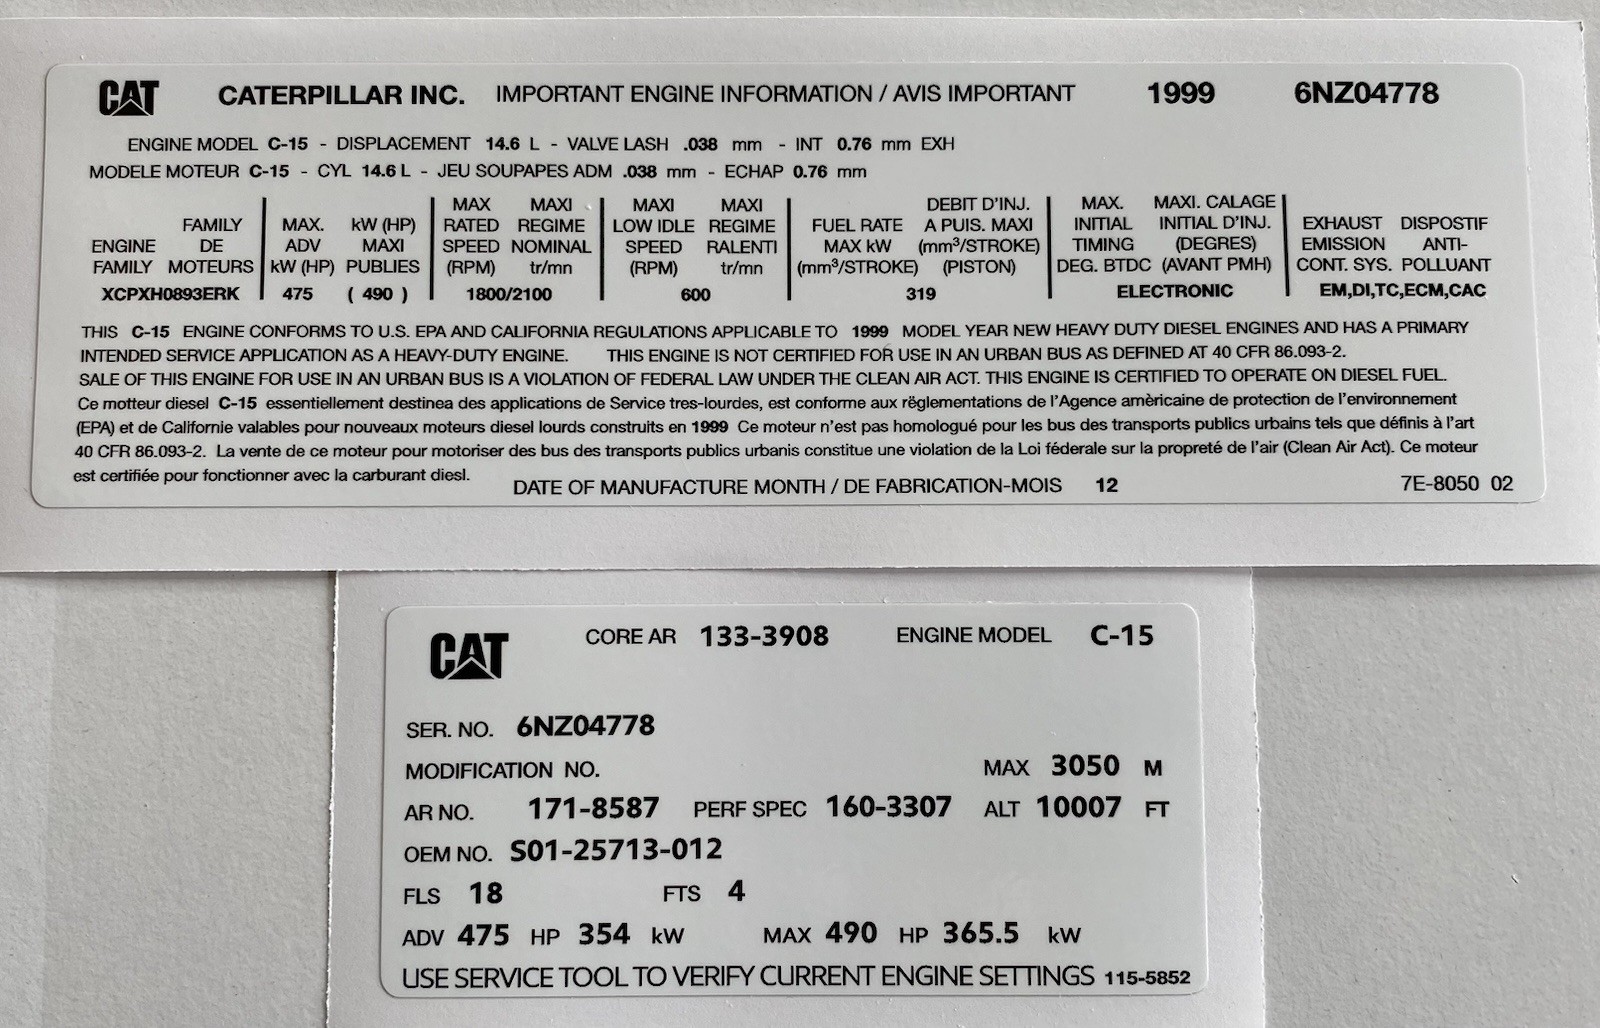 CAT CATERPILLAR INC. IMPORTANT ENGINE INFORMATION / AVIS IMPORTANT 1999 6NZ04778
ENGINE MODEL C-15 - DISPLACEMENT 14.6 L - VALVE LASH .038 mm - INT 0.76 mm EXH
MODELE MOTEUR C-15 - CYL 14.6 L - JEU SOUPAPES ADM .038 mm - ECHAP 0.76 mm
ENGINE FAMILY
FAMILY DE MOTEURS
XCPXH0893ERK
MAX. ADV kW (HP)
kW (HP) MAXI PUBLIES
475 ( 490 )
MAX RATED SPEED (RPM)
MAXI REGIME NOMINAL tr/mn
1800/2100
MAXI LOW IDLE SPEED (RPM)
MAXI REGIME RALENTI tr/mn
600
FUEL RATE MAX kW (mm³/STROKE)
DEBIT D'INJ. A PUIS. MAXI (mm³/STROKE) (PISTON)
319
MAX. INITIAL TIMING DEG. BTDC
MAXI. CALAGE INITIAL D'INJ. (DEGRES) (AVANT PMH)
ELECTRONIC
EXHAUST EMISSION CONT. SYS.
DISPOSTIF ANTI- POLLUANT
EM,DI,TC,ECM,CAC
THIS C-15 ENGINE CONFORMS TO U.S. EPA AND CALIFORNIA REGULATIONS APPLICABLE TO 1999 MODEL YEAR NEW HEAVY DUTY DIESEL ENGINES AND HAS A PRIMARY
INTENDED SERVICE APPLICATION AS A HEAVY-DUTY ENGINE. THIS ENGINE IS NOT CERTIFIED FOR USE IN AN URBAN BUS AS DEFINED AT 40 CFR 86.093-2.
SALE OF THIS ENGINE FOR USE IN AN URBAN BUS IS A VIOLATION OF FEDERAL LAW UNDER THE CLEAN AIR ACT. THIS ENGINE IS CERTIFIED TO OPERATE ON DIESEL FUEL.
Ce motteur diesel C-15 essentiellement destinea des applications de Service tres-lourdes, est conforme aux rëglementations de l'Agence amèricaine de protection de l'environnement
(EPA) et de Californie valables pour nouveaux moteurs diesel lourds construits en 1999 Ce moteur n'est pas homologué pour les bus des transports publics urbains tels que définis à l'art
40 CFR 86.093-2. La vente de ce moteur pour motoriser des bus des transports publics urbanis constitue une violation de la Loi féderale sur la propreté de l'air (Clean Air Act). Ce moteur
est certifiée pour fonctionner avec la carburant diesl.
DATE OF MANUFACTURE MONTH / DE FABRICATION-MOIS 12 7E-8050 02
CAT CORE AR 133-3908 ENGINE MODEL C-15
SER. NO. 6NZ04778
MODIFICATION NO. MAX 3050 M
AR NO. 171-8587 PERF SPEC 160-3307 ALT 10007 FT
OEM NO. S01-25713-012
FLS 18 FTS 4
ADV 475 HP 354 kW MAX 490 HP 365.5 kW
USE SERVICE TOOL TO VERIFY CURRENT ENGINE SETTINGS 115-5852